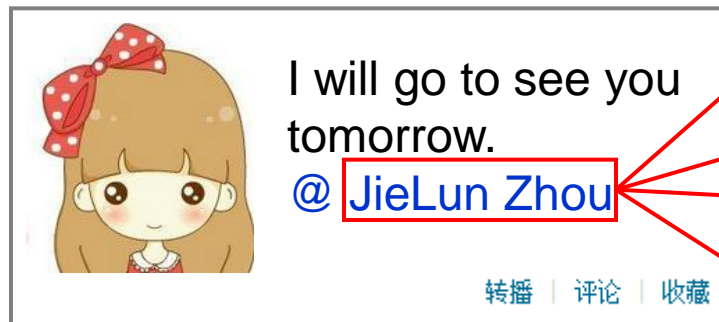 I will go to see you
tomorrow.
@ JieLun Zhou
转播 | 评论 | 收藏